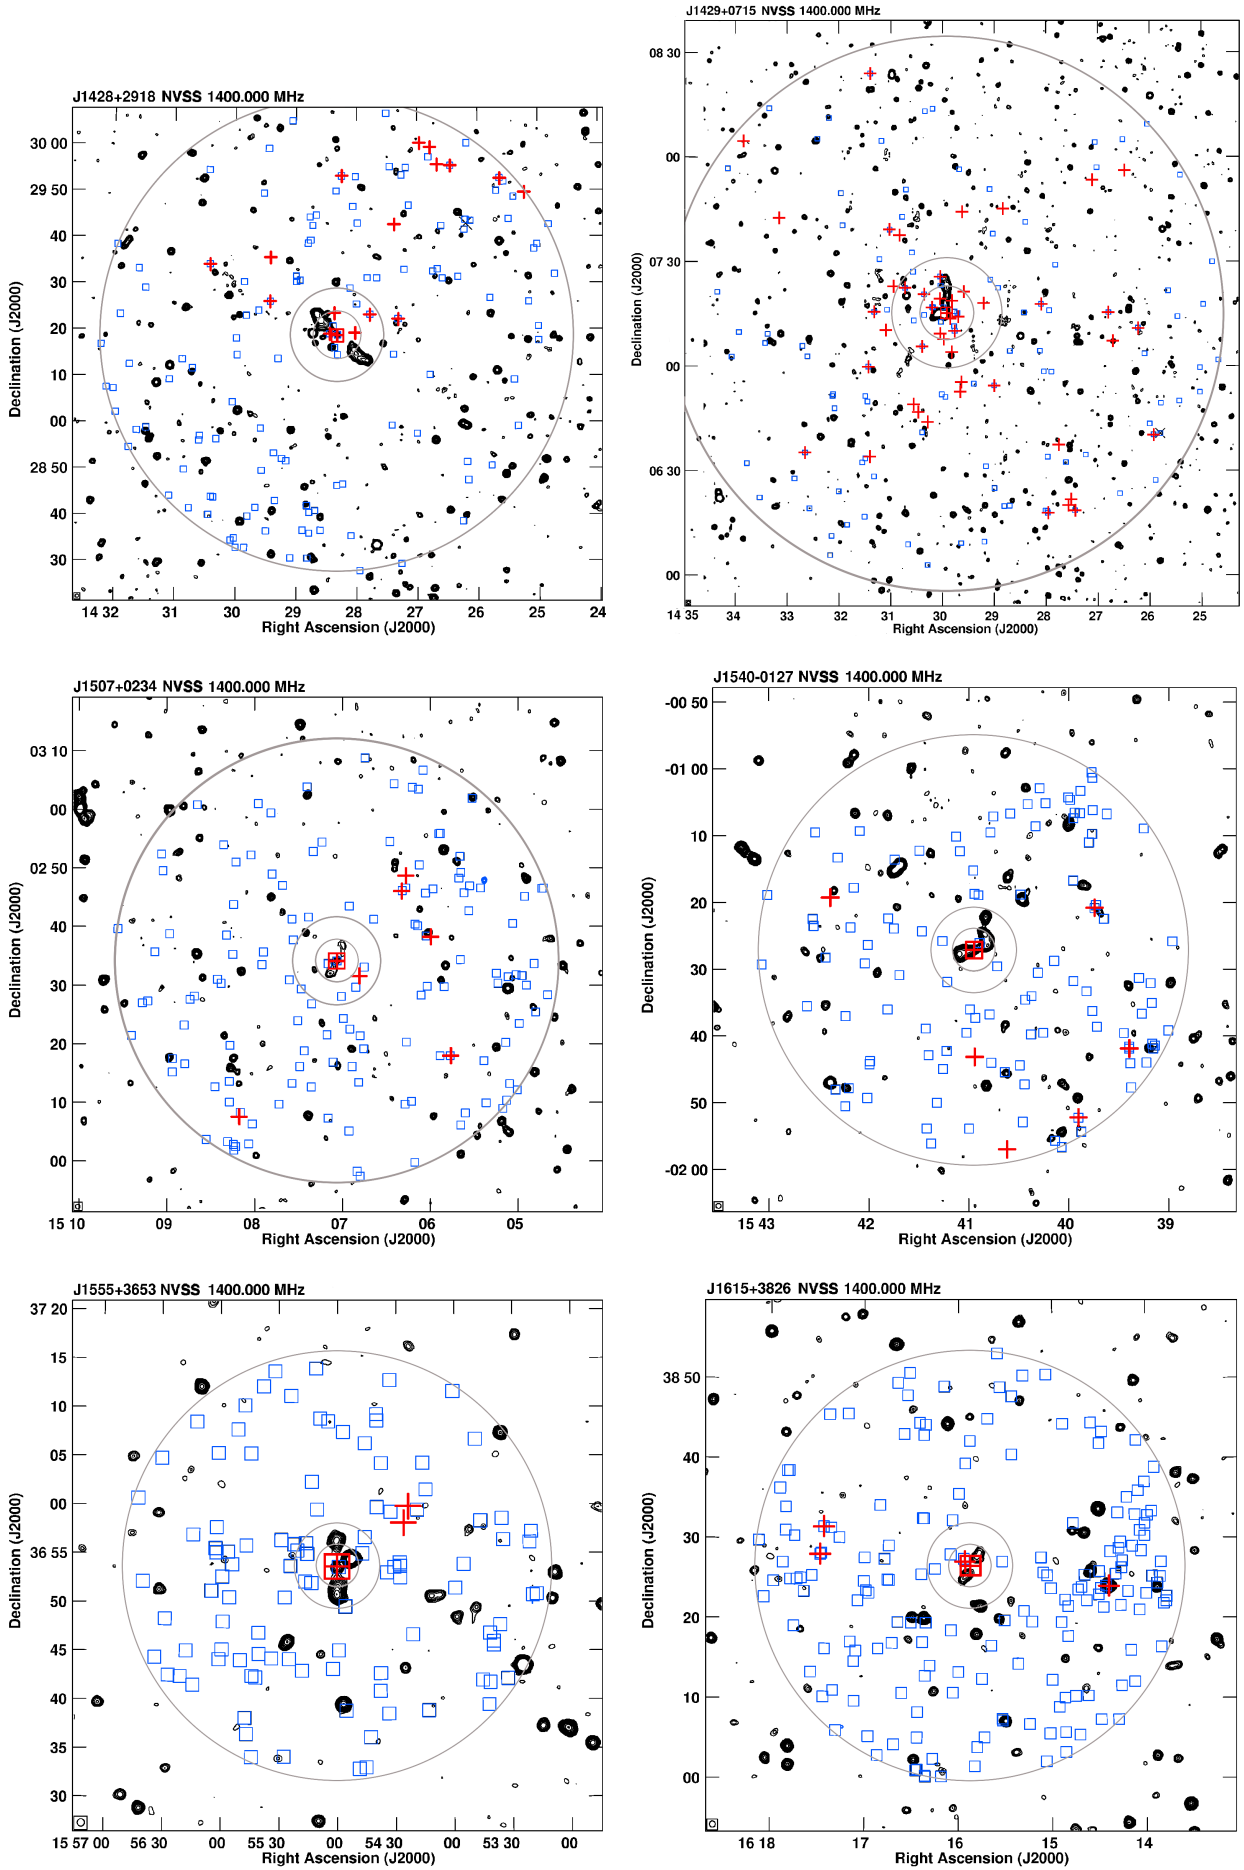 J1428+2918 NVSS 1400.000 MHz
30 00
29 50
40
30
20
10
00
28 50
40
30
Declination (J2000)
14 32 31 30 29 28 27 26 25 24
Right Ascension (J2000)
J1429+0715 NVSS 1400.000 MHz
08 30
00
07 30
00
06 30
00
Declination (J2000)
14 35 34 33 32 31 30 29 28 27 26 25
Right Ascension (J2000)
J1507+0234 NVSS 1400.000 MHz
03 10
00
02 50
40
30
20
10
00
Declination (J2000)
15 10 09 08 07 06 05
Right Ascension (J2000)
J1540-0127 NVSS 1400.000 MHz
-00 50
-01 00
10
20
30
40
50
-02 00
Declination (J2000)
15 43 42 41 40 39
Right Ascension (J2000)
J1555+3653 NVSS 1400.000 MHz
37 20
15
10
05
00
36 55
50
45
40
35
30
Declination (J2000)
15 57 00 56 30 00 55 30 00 54 30 00 53 30 00
Right Ascension (J2000)
J1615+3826 NVSS 1400.000 MHz
38 50
40
30
20
10
00
Declination (J2000)
16 18 17 16 15 14
Right Ascension (J2000)